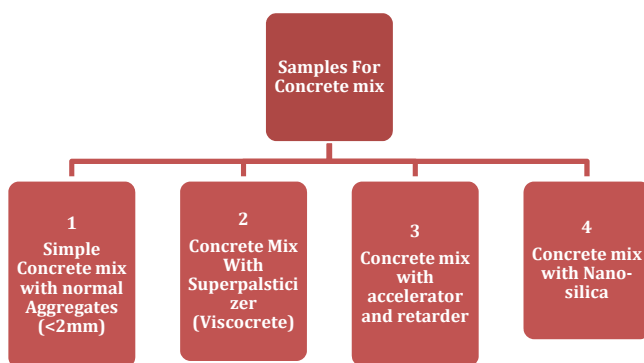 Samples For
Concrete mix
1
Simple
Concrete mix
with normal
Aggregates
(<2mm)
2
Concrete Mix
With
Superpalstici
zer
(Viscocrete)
3
Concrete mix
with
accelerator
and retarder
4
Concrete mix
with Nano-
silica